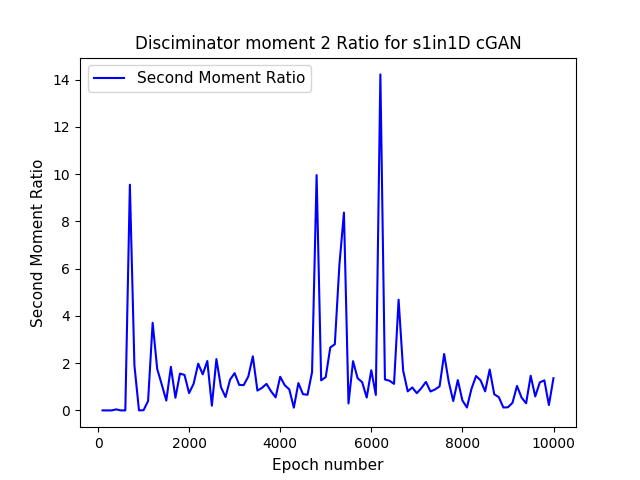 Disciminator moment 2 Ratio for s1in1D cGAN
Second Moment Ratio
14
12
10
8
6
4
2
0
Second Moment Ratio
0 2000 4000 6000 8000 10000
Epoch number